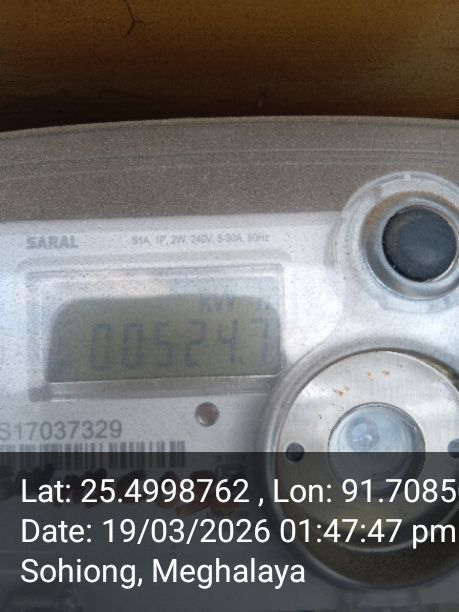 SARAL
S1A, 1P, 2W, 240V, 5-30A, 50Hz
kW h
00524.7
S17037329
Lat: 25.4998762 , Lon: 91.7085
Date: 19/03/2026 01:47:47 pm
Sohiong, Meghalaya